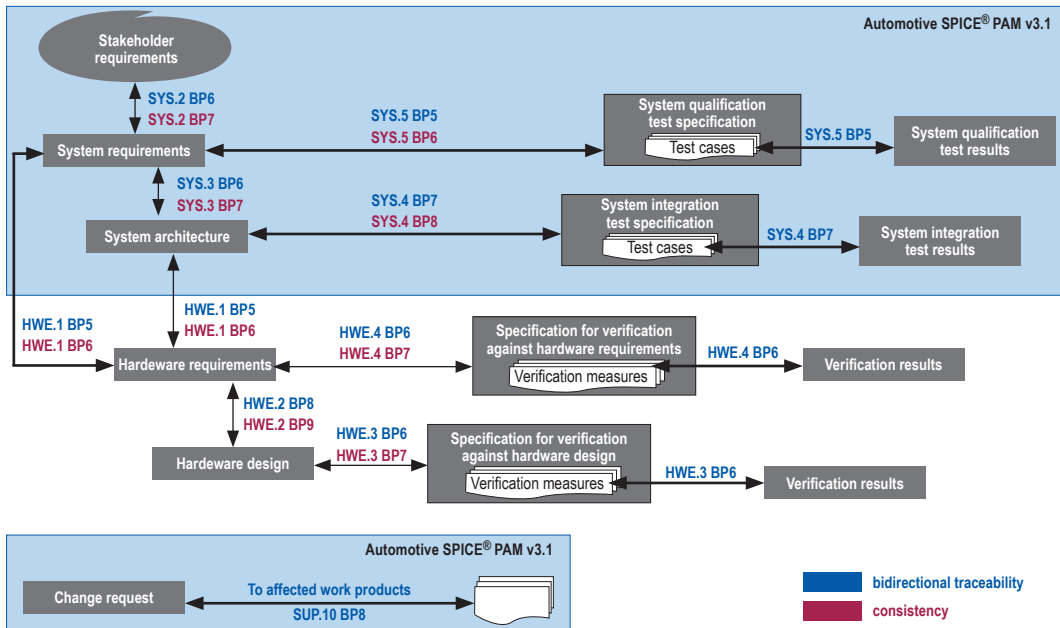 Automotive SPICE® PAM v3.1
Stakeholder
requirements
SYS.2 BP6
SYS.2 BP7
System requirements
SYS.5 BP5
SYS.5 BP6
System qualification
test specification
Test cases
SYS.5 BP5
System qualification
test results
SYS.3 BP6
SYS.3 BP7
System architecture
SYS.4 BP7
SYS.4 BP8
System integration
test specification
Test cases
SYS.4 BP7
System integration
test results
HWE.1 BP5
HWE.1 BP6
HWE.1 BP5
HWE.1 BP6
Hardware requirements
HWE.4 BP6
HWE.4 BP7
Specification for verification
against hardware requirements
Verification measures
HWE.4 BP6
Verification results
HWE.2 BP8
HWE.2 BP9
Hardware design
HWE.3 BP6
HWE.3 BP7
Specification for verification
against hardware design
Verification measures
HWE.3 BP6
Verification results
Automotive SPICE® PAM v3.1
Change request
To affected work products
SUP.10 BP8
bidirectional traceability
consistency